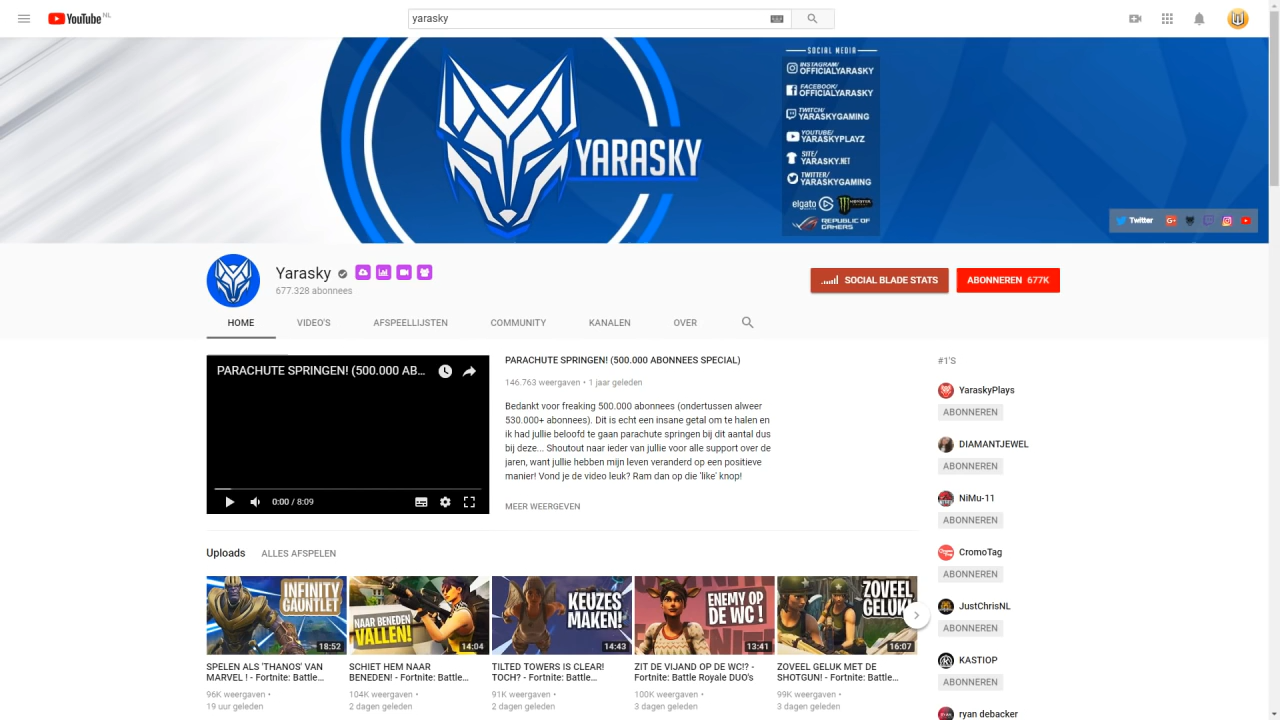 YouTube NL
yarasky
SOCIAL MEDIA
INSTAGRAM/
OFFICIALYARASKY
FACEBOOK/
OFFICIALYARASKY
TWITCH/
YARASKYGAMING
YOUTUBE/
YARASKYPLAYZ
SITE/
YARASKY.NET
TWITTER/
YARASKYGAMING
elgato
MONSTER
REPUBLIC OF
GAMERS
YARASKY
Twitter
Yarasky
677.328 abonnees
SOCIAL BLADE STATS
ABONNEREN 677K
HOME
VIDEO'S
AFSPEELLIJSTEN
COMMUNITY
KANALEN
OVER
PARACHUTE SPRINGEN! (500.000 AB...
0:00 / 8:09
PARACHUTE SPRINGEN! (500.000 ABONNEES SPECIAL)
146.763 weergaven • 1 jaar geleden
Bedankt voor freaking 500.000 abonnees (ondertussen alweer
530.000+ abonnees). Dit is echt een insane getal om te halen en
ik had jullie beloofd te gaan parachute springen bij dit aantal dus
bij deze... Shoutout naar ieder van jullie voor alle support over de
jaren, want jullie hebben mijn leven veranderd op een positieve
manier! Vond je de video leuk? Ram dan op die 'like' knop!
MEER WEERGEVEN
#1'S
YaraskyPlays
ABONNEREN
DIAMANTJEWEL
ABONNEREN
NiMu-11
ABONNEREN
CromoTag
ABONNEREN
JustChrisNL
ABONNEREN
KASTIOP
ABONNEREN
ryan debacker
Uploads
ALLES AFSPELEN
INFINITY
GAUNTLET
18:52
SPELEN ALS 'THANOS' VAN
MARVEL ! - Fortnite: Battle...
96K weergaven •
19 uur geleden
NAAR BENEDEN
VALLEN!
14:04
SCHIET HEM NAAR
BENEDEN! - Fortnite: Battle...
104K weergaven •
2 dagen geleden
KEUZES
MAKEN!
14:43
TILTED TOWERS IS CLEAR!
TOCH? - Fortnite: Battle...
91K weergaven •
2 dagen geleden
ENEMY OP
DE WC !
13:41
ZIT DE VIJAND OP DE WC!? -
Fortnite: Battle Royale DUO's
100K weergaven •
3 dagen geleden
ZOVEEL
GELUK
16:07
ZOVEEL GELUK MET DE
SHOTGUN! - Fortnite: Battle...
99K weergaven •
3 dagen geleden